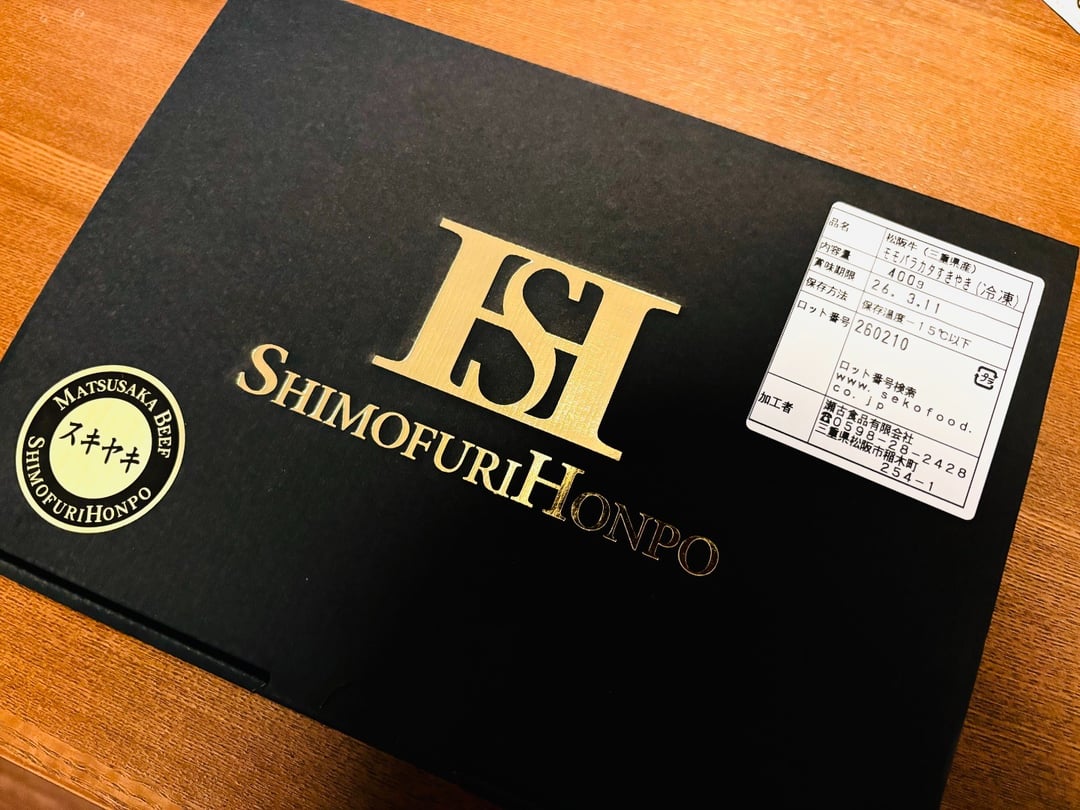 SH
SHIMOFURIHONPO
MATSUSAKA BEEF
スキヤキ
SHIMOFURIHONPO
品名 松阪牛(三重県産)
モモバラカタすきやき(冷凍)
内容量 400g
賞味期限 26. 3.11
保存方法 保存温度-15℃以下
ロット番号 260210
プラ
ロット番号検索
www.sekofood.
co.jp
加工者 瀬古食品有限会社
☎0598-28-2428
三重県松阪市稲木町
254-1